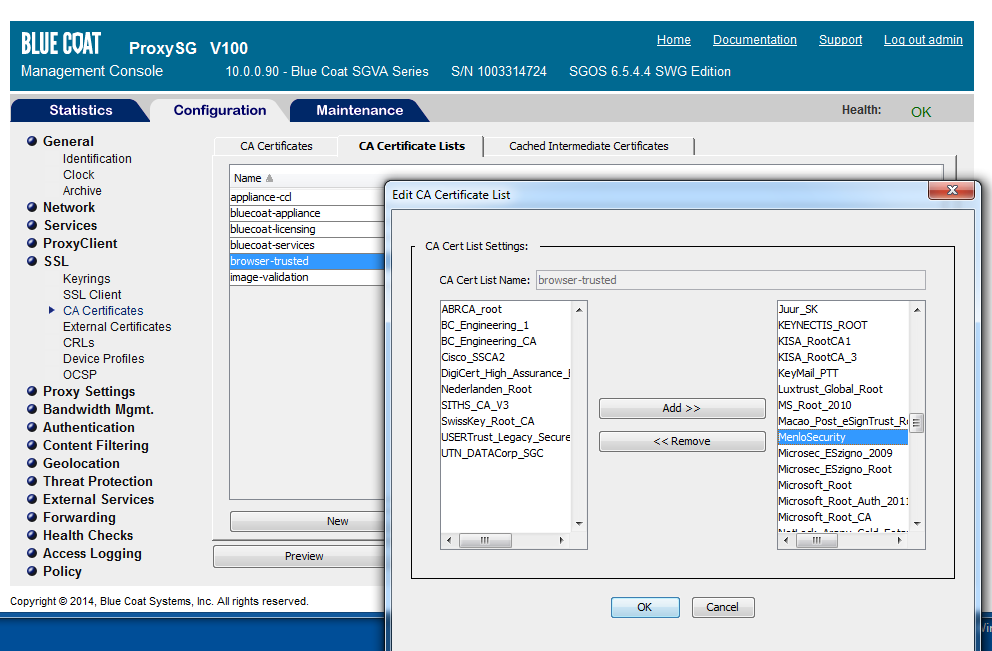 BLUE COAT ProxySG V100
Home Documentation Support Log out admin
Management Console 10.0.0.90 - Blue Coat SGVA Series S/N 1003314724 SGOS 6.5.4.4 SWG Edition
Statistics Configuration Maintenance Health: OK
General
Identification
Clock
Archive
Network
Services
ProxyClient
SSL
Keyrings
SSL Client
CA Certificates
External Certificates
CRLs
Device Profiles
OCSP
Proxy Settings
Bandwidth Mgmt.
Authentication
Content Filtering
Geolocation
Threat Protection
External Services
Forwarding
Health Checks
Access Logging
Policy
CA Certificates CA Certificate Lists Cached Intermediate Certificates
Name
appliance-ccl
bluecoat-appliance
bluecoat-licensing
bluecoat-services
browser-trusted
image-validation
New
Preview
Edit CA Certificate List
CA Cert List Settings:
CA Cert List Name: browser-trusted
ABRCA_root
BC_Engineering_1
BC_Engineering_CA
Cisco_SSCA2
DigiCert_High_Assurance_
Nederlanden_Root
SITHS_CA_V3
SwissKey_Root_CA
USERTrust_Legacy_Secure
UTN_DATACorp_SGC
Add >>
<< Remove
Juur_SK
KEYNECTIS_ROOT
KISA_RootCA1
KISA_RootCA_3
KeyMail_PTT
Luxtrust_Global_Root
MS_Root_2010
Macao_Post_eSignTrust_R
MenloSecurity
Microsec_ESzigno_2009
Microsec_ESzigno_Root
Microsoft_Root
Microsoft_Root_Auth_2011
Microsoft_Root_CA
OK Cancel
Copyright © 2014, Blue Coat Systems, Inc. All rights reserved.